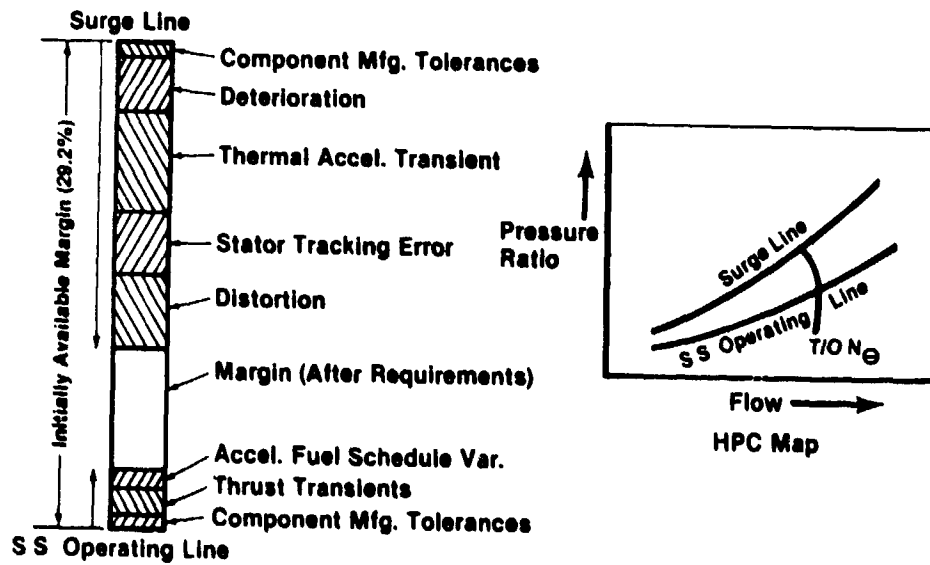 Surge Line
Component Mfg. Tolerances
Deterioration
Thermal Accel. Transient
Stator Tracking Error
Distortion
Margin (After Requirements)
Accel. Fuel Schedule Var.
Thrust Transients
Component Mfg. Tolerances
S S Operating Line
Initially Available Margin (29.2%)
Pressure
Ratio
Surge Line
S S Operating Line
T/O N⊖
Flow
HPC Map